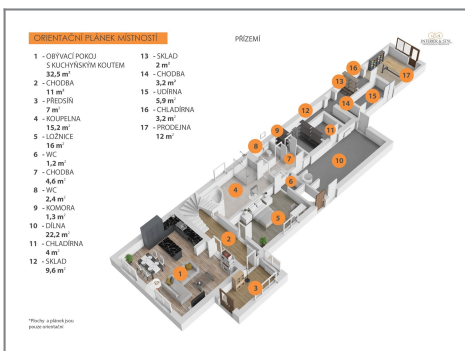 ORIENTAČNÍ PLÁNEK MÍSTNOSTÍ
PŘÍZEMÍ
INTERIER & STYL
1 - OBÝVACÍ POKOJ
S KUCHYŇSKÝM KOUTEM
32,5 m²
2 - CHODBA
11 m²
3 - PŘEDSÍŇ
7 m²
4 - KOUPELNA
15,2 m²
5 - LOŽNICE
16 m²
6 - WC
1,2 m²
7 - CHODBA
4,6 m²
8 - WC
2,4 m²
9 - KOMORA
1,3 m²
10 - DÍLNA
22,2 m²
11 - CHLADÍRNA
4 m²
12 - SKLAD
9,6 m²
13 - SKLAD
2 m²
14 - CHODBA
3,2 m²
15 - UDÍRNA
5,9 m²
16 - CHLADÍRNA
3,2 m²
17 - PRODEJNA
12 m²
16
17
13
15
14
12
11
9
8
7
10
6
4
5
2
1
3
*Plochy a plánek jsou
pouze orientační